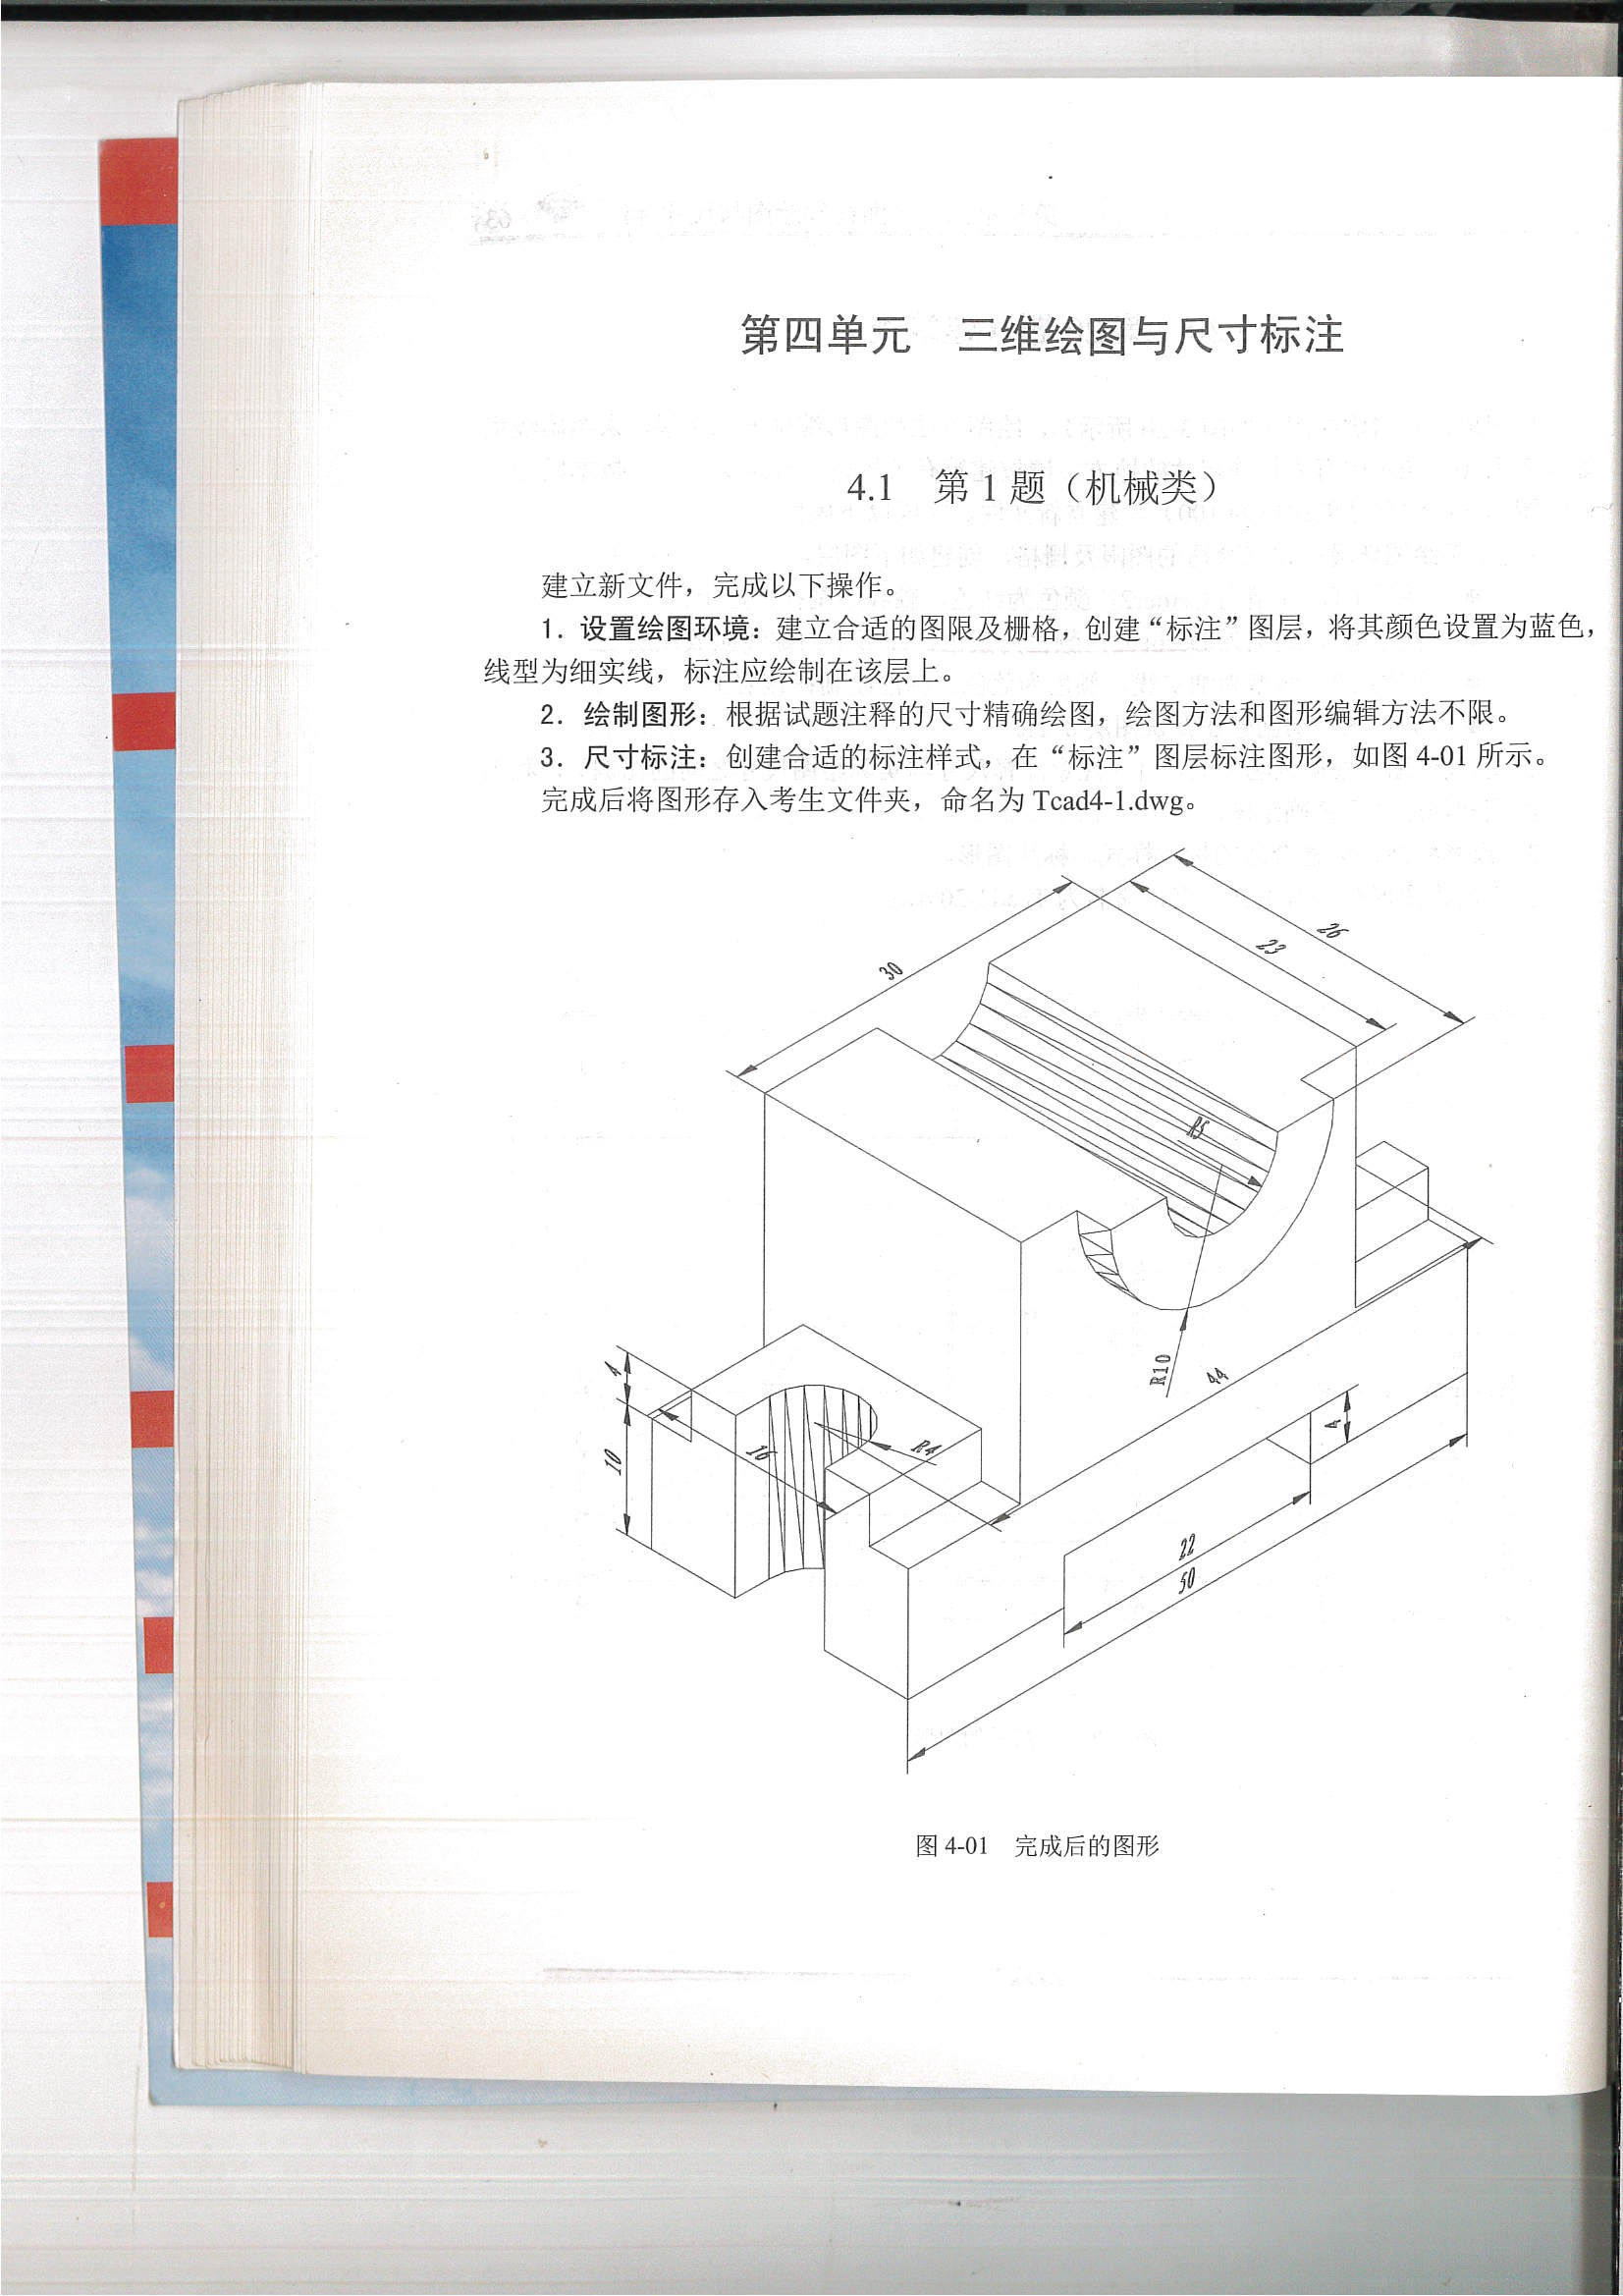 第四单元 三维绘图与尺寸标注
4.1 第1题（机械类）
建立新文件，完成以下操作。
1. 设置绘图环境：建立合适的图限及栅格，创建“标注”图层，将其颜色设置为蓝色，
线型为细实线，标注应绘制在该层上。
2. 绘制图形：根据试题注释的尺寸精确绘图，绘图方法和图形编辑方法不限。
3. 尺寸标注：创建合适的标注样式，在“标注”图层标注图形，如图 4-01 所示。
完成后将图形存入考生文件夹，命名为 Tcad4-1.dwg。
26
23
30
R5
R10
44
4
4
10
16
R4
22
50
图 4-01 完成后的图形